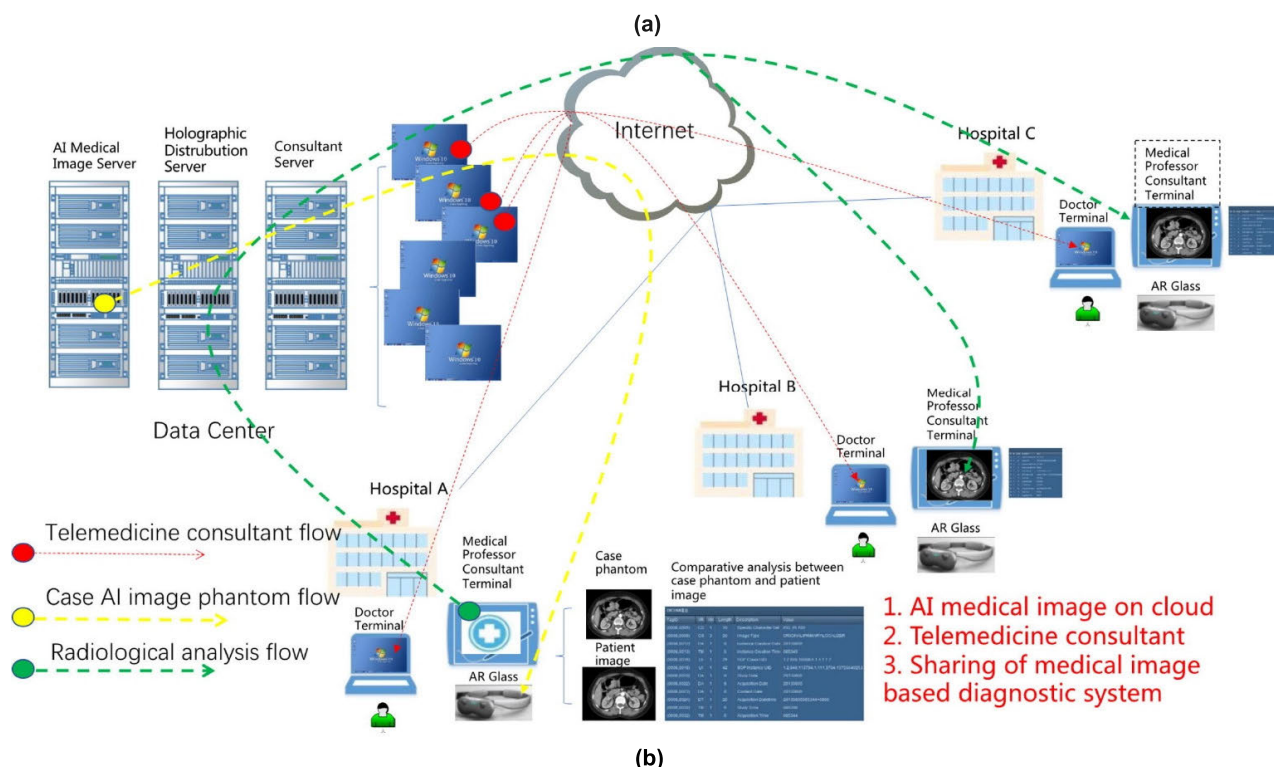 (a)
Internet
AI Medical
Image Server
Holographic
Distrubution
Server
Consultant
Server
Hospital C
Medical
Professor
Consultant
Terminal
Doctor
Terminal
AR Glass
Data Center
Hospital B
Medical
Professor
Consultant
Terminal
Doctor
Terminal
AR Glass
Hospital A
Medical
Professor
Consultant
Terminal
Doctor
Terminal
AR Glass
Case
phantom
Patient
image
Comparative analysis between
case phantom and patient
image
Telemedicine consultant flow
Case AI image phantom flow
Radiological analysis flow
1. AI medical image on cloud
2. Telemedicine consultant
3. Sharing of medical image
based diagnostic system
(b)